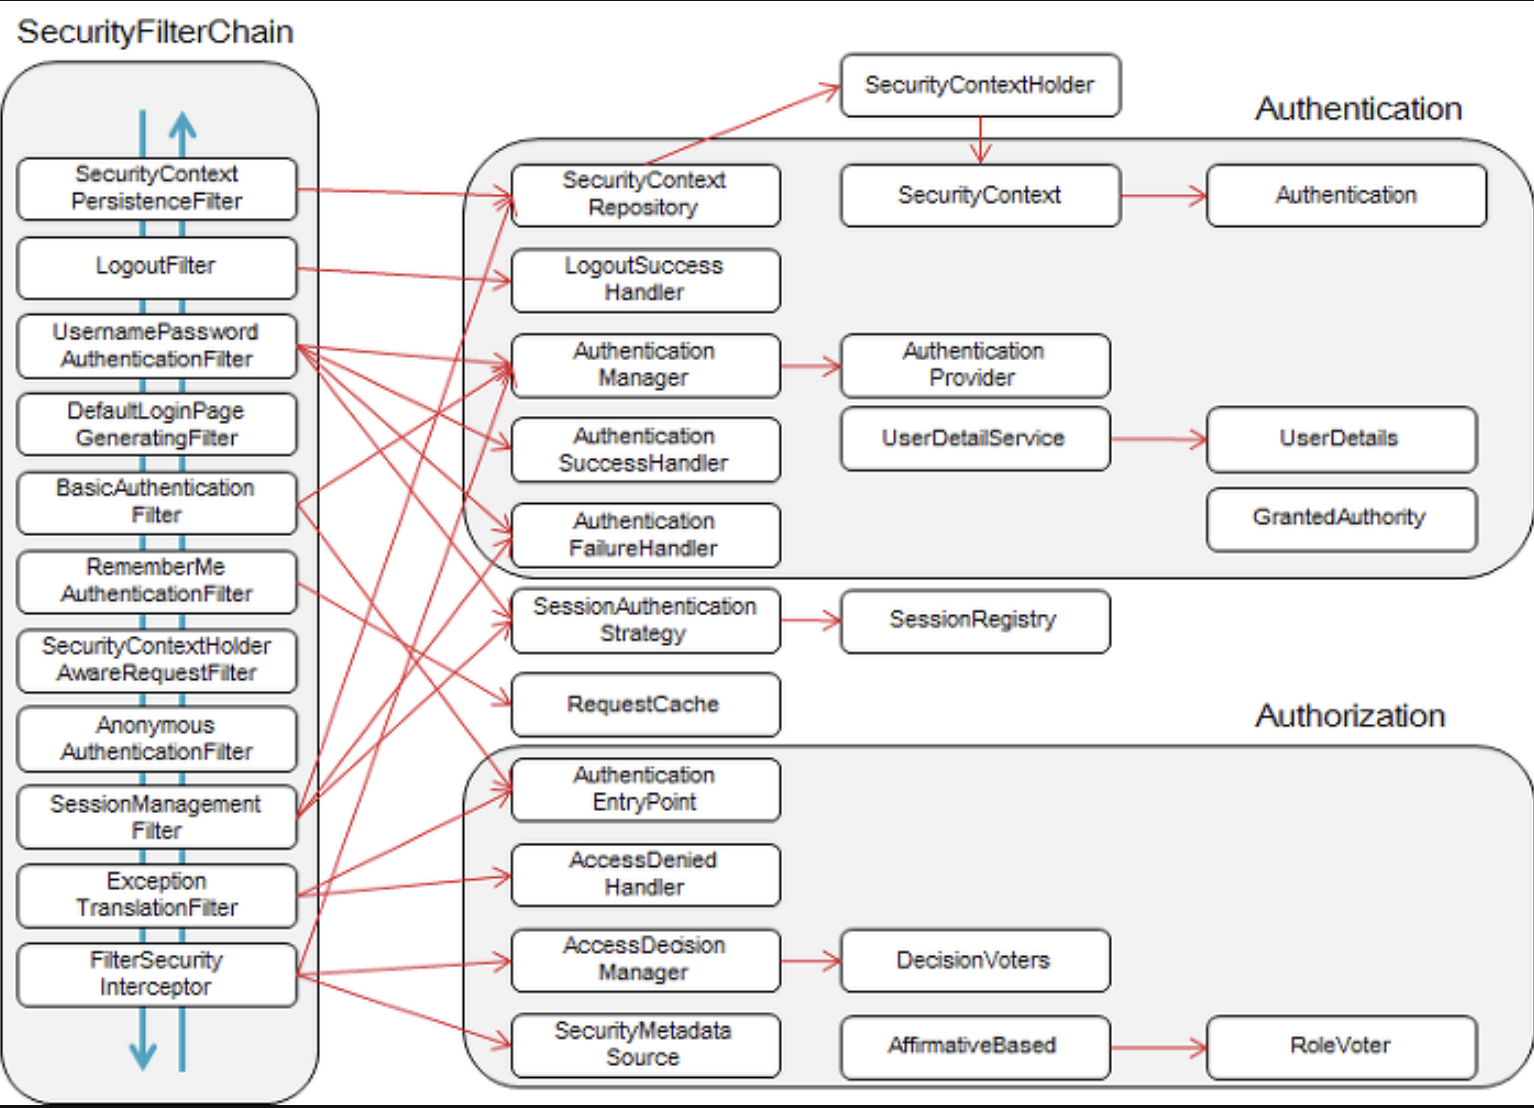 SecurityFilterChain
SecurityContext
PersistenceFilter
LogoutFilter
UsernamePassword
AuthenticationFilter
DefaultLoginPage
GeneratingFilter
BasicAuthentication
Filter
RememberMe
AuthenticationFilter
SecurityContextHolder
AwareRequestFilter
Anonymous
AuthenticationFilter
SessionManagement
Filter
Exception
TranslationFilter
FilterSecurity
Interceptor
SecurityContextHolder
Authentication
SecurityContext
Repository
SecurityContext
Authentication
LogoutSuccess
Handler
Authentication
Manager
Authentication
Provider
Authentication
SuccessHandler
UserDetailService
UserDetails
Authentication
FailureHandler
GrantedAuthority
SessionAuthentication
Strategy
SessionRegistry
RequestCache
Authorization
Authentication
EntryPoint
AccessDenied
Handler
AccessDecision
Manager
DecisionVoters
SecurityMetadata
Source
AffirmativeBased
RoleVoter